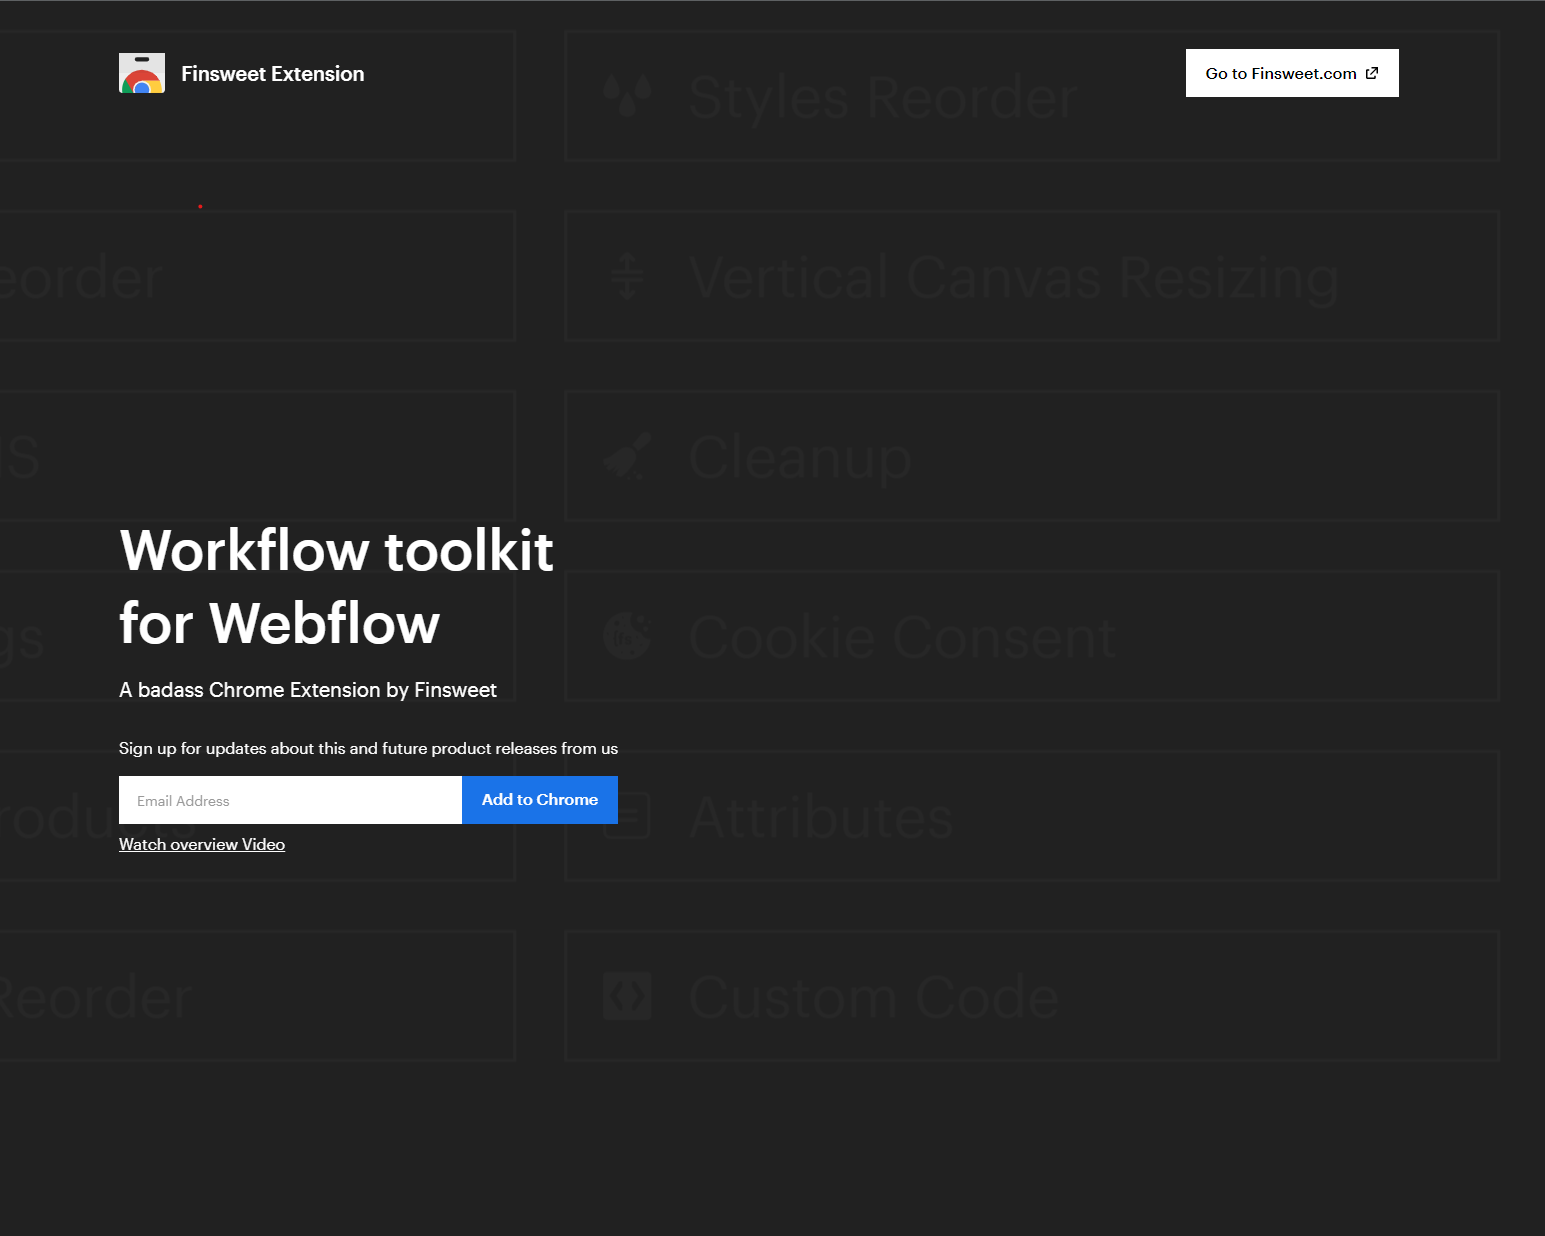 Finsweet Extension
Go to Finsweet.com
Styles Reorder
eorder
Vertical Canvas Resizing
S
Cleanup
Workflow toolkit
for Webflow
gs
Cookie Consent
A badass Chrome Extension by Finsweet
Sign up for updates about this and future product releases from us
Email Address
Add to Chrome
roducts
Attributes
Watch overview Video
Reorder
Custom Code